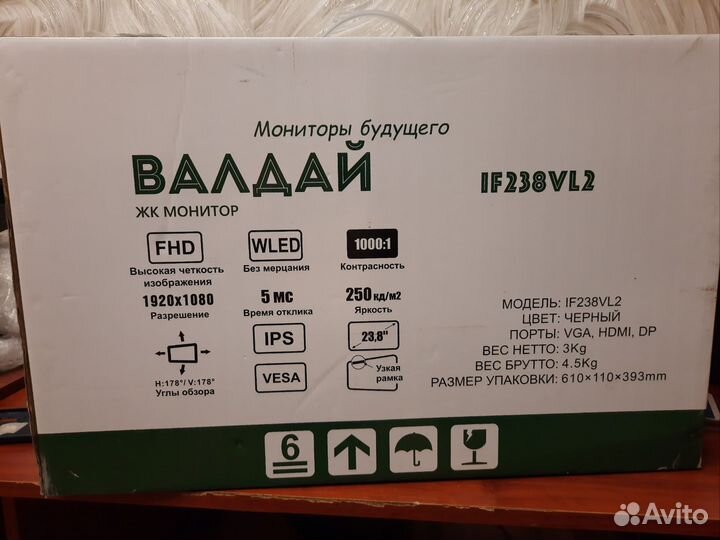 Мониторы будущего
ВАЛДАЙ
IF238VL2
ЖК МОНИТОР
FHD
Высокая четкость
изображения
WLED
Без мерцания
1000:1
Контрасность
1920x1080
Разрешение
5 МС
Время отклика
250 кд/м2
Яркость
IPS
23,8"
H:178°/ V:178°
Углы обзора
VESA
Узкая
рамка
МОДЕЛЬ: IF238VL2
ЦВЕТ: ЧЕРНЫЙ
ПОРТЫ: VGA, HDMI, DP
ВЕС НЕТТО: 3Kg
ВЕС БРУТТО: 4.5Kg
РАЗМЕР УПАКОВКИ: 610×110×393mm
6
Avito